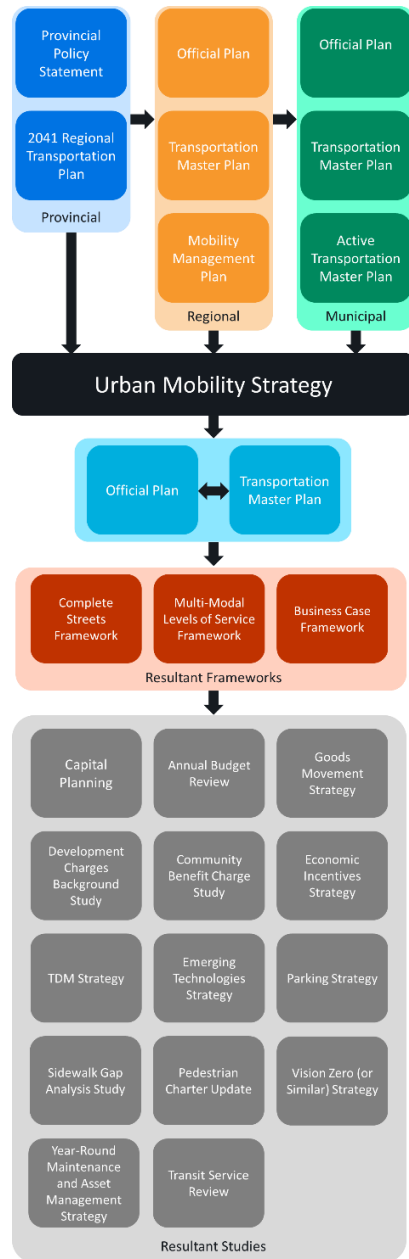 Provincial
Policy
Statement
2041 Regional
Transportation
Plan
Provincial
Official Plan
Transportation
Master Plan
Mobility
Management
Plan
Regional
Official Plan
Transportation
Master Plan
Active
Transportation
Master Plan
Municipal
Urban Mobility Strategy
Official Plan
Transportation
Master Plan
Complete
Streets
Framework
Multi-Modal
Levels of Service
Framework
Business Case
Framework
Resultant Frameworks
Capital
Planning
Annual Budget
Review
Goods
Movement
Strategy
Development
Charges
Background
Study
Community
Benefit Charge
Study
Economic
Incentives
Strategy
TDM Strategy
Emerging
Technologies
Strategy
Parking Strategy
Sidewalk Gap
Analysis Study
Pedestrian
Charter Update
Vision Zero (or
Similar) Strategy
Year-Round
Maintenance
and Asset
Management
Strategy
Transit Service
Review
Resultant Studies